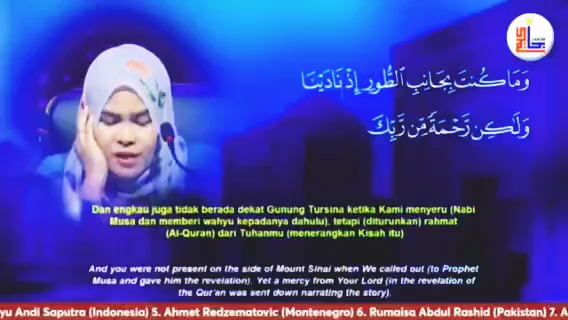 وَمَا كُنتَ بِجَانِبِ الطُّورِ إِذْ نَادَيْنَا
وَلَٰكِن رَّحْمَةً مِّن رَّبِّكَ
Dan engkau juga tidak berada dekat Gunung Tursina ketika Kami menyeru (Nabi
Musa dan memberi wahyu kepadanya dahulu), tetapi (diturunkan) rahmat
(Al-Quran) dari Tuhanmu (menerangkan Kisah itu)
And you were not present on the side of Mount Sinai when We called out (to Prophet
Musa and gave him the revelation). Yet a mercy from Your Lord (in the revelation of
the Qur'an was sent down narrating the story).
yu Andi Saputra (Indonesia) 5. Ahmet Redzematavic (Montenegro) 6. Rumaisa Abdul Rashid (Pakistan) 7. A